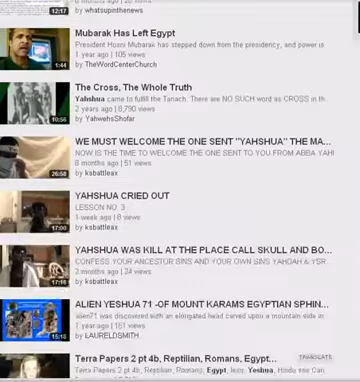 12:17
by whatsupinthenews
Mubarak Has Left Egypt
President Hosni Mubarak has stepped down from the presidency, and power is
1 year ago | 105 views
1:44
by TheWordCenterChurch
The Cross, The Whole Truth
Yahshua came to fulfill the Tanach. There are NO SUCH word as CROSS in th
2 years ago | 8,790 views
10:56
by YahwehsShofar
WE MUST WELCOME THE ONE SENT "YAHSHUA" THE MA...
NOW IS THE TIME TO WELCOME THE ONE SENT TO YOU FROM ABBA YAH!
8 months ago | 51 views
26:58
by ksbattleax
YAHSHUA CRIED OUT
LESSON NO. 3
1 week ago | 8 views
17:00
by ksbattleax
YAHSHUA WAS KILL AT THE PLACE CALL SKULL AND BO...
CONFESS YOUR ANCESTOR SINS AND YOUR OWN SINS YAHDAH & YSR
2 months ago | 24 views
17:16
by ksbattleax
ALIEN YESHUA 71 -OF MOUNT KARAMS EGYPTIAN SPHIN...
alien71 was discovered with an elongated head carved upon a mountain side in
1 year ago | 151 views
15:18
by LAURELDSMITH
Terra Papers 2 pt 4b, Reptilian, Romans, Egypt...
TRANSLATE
Terra Papers 2 pt 4b, Reptilian, Romans, Egypt, Yeshua, Hindu